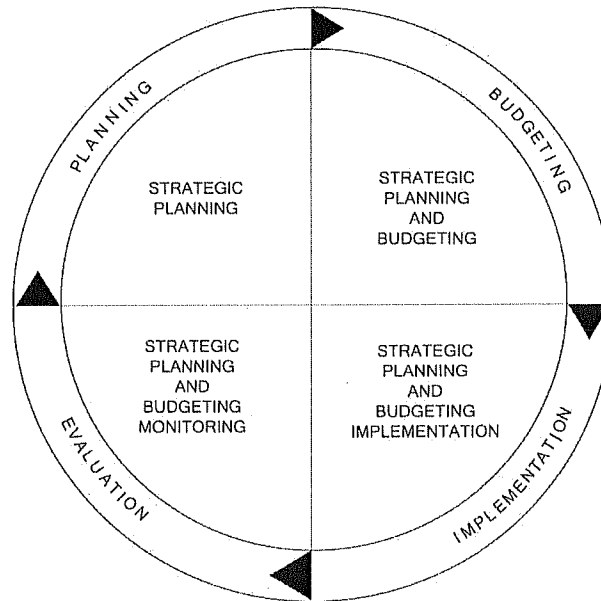 PLANNING
BUDGETING
STRATEGIC
PLANNING
STRATEGIC
PLANNING
AND
BUDGETING
STRATEGIC
PLANNING
AND
BUDGETING
MONITORING
STRATEGIC
PLANNING
AND
BUDGETING
IMPLEMENTATION
EVALUATION
IMPLEMENTATION